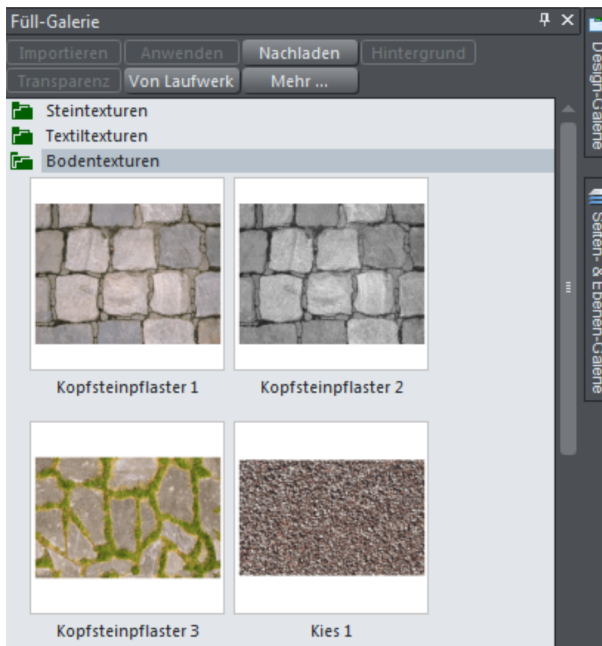 Füll-Galerie
Importieren Anwenden Nachladen Hintergrund
Transparenz Von Laufwerk Mehr ...
Steintexturen
Textiltexturen
Bodentexturen
Kopfsteinpflaster 1 Kopfsteinpflaster 2
Kopfsteinpflaster 3 Kies 1
Design-Galerie
Seiten- & Ebenen-Galerie